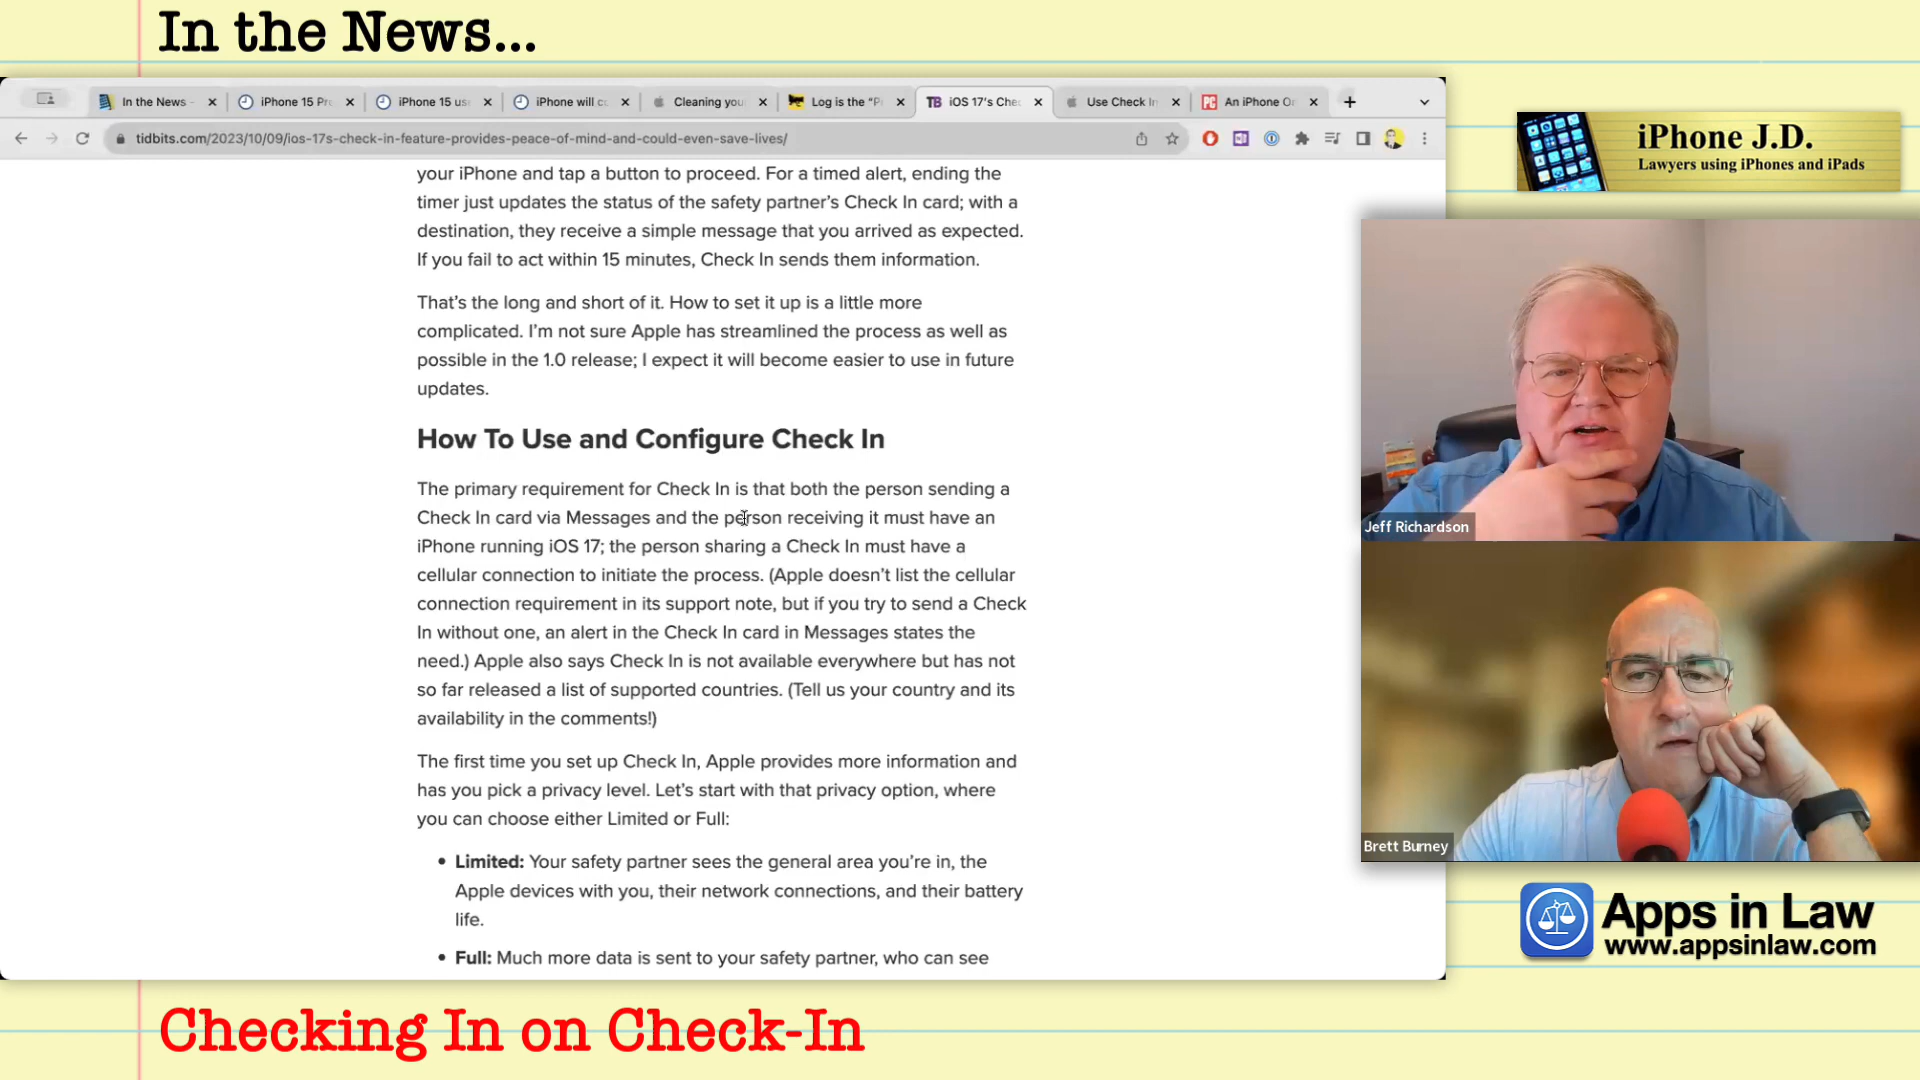 In the News...
In the News -
iPhone 15 Pro
iPhone 15 use
iPhone will co
Cleaning you
Log is the "P
TB
iOS 17's Chec
Use Check In
PC
An iPhone On
tidbits.com/2023/10/09/ios-17s-check-in-feature-provides-peace-of-mind-and-could-even-save-lives/
your iPhone and tap a button to proceed. For a timed alert, ending the
timer just updates the status of the safety partner's Check In card; with a
destination, they receive a simple message that you arrived as expected.
If you fail to act within 15 minutes, Check In sends them information.
That's the long and short of it. How to set it up is a little more
complicated. I'm not sure Apple has streamlined the process as well as
possible in the 1.0 release; I expect it will become easier to use in future
updates.
How To Use and Configure Check In
The primary requirement for Check In is that both the person sending a
Check In card via Messages and the person receiving it must have an
iPhone running iOS 17; the person sharing a Check In must have a
cellular connection to initiate the process. (Apple doesn't list the cellular
connection requirement in its support note, but if you try to send a Check
In without one, an alert in the Check In card in Messages states the
need.) Apple also says Check In is not available everywhere but has not
so far released a list of supported countries. (Tell us your country and its
availability in the comments!)
The first time you set up Check In, Apple provides more information and
has you pick a privacy level. Let's start with that privacy option, where
you can choose either Limited or Full:
• Limited: Your safety partner sees the general area you're in, the
Apple devices with you, their network connections, and their battery
life.
• Full: Much more data is sent to your safety partner, who can see
iPhone J.D.
Lawyers using iPhones and iPads
Jeff Richardson
Brett Burney
Apps in Law
www.appsinlaw.com
Checking In on Check-In